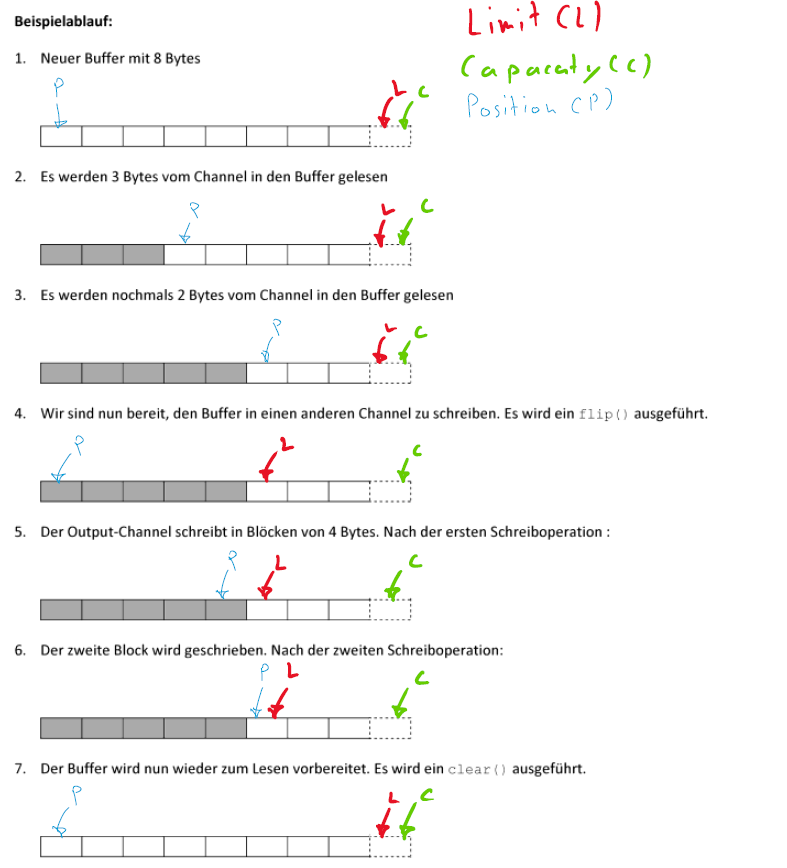 Beispielablauf:
Limit (L)
Capacaty (C)
Position (P)
1. Neuer Buffer mit 8 Bytes
P L C
2. Es werden 3 Bytes vom Channel in den Buffer gelesen
P L C
3. Es werden nochmals 2 Bytes vom Channel in den Buffer gelesen
P L C
4. Wir sind nun bereit, den Buffer in einen anderen Channel zu schreiben. Es wird ein flip() ausgeführt.
P L C
5. Der Output-Channel schreibt in Blöcken von 4 Bytes. Nach der ersten Schreiboperation :
P L C
6. Der zweite Block wird geschrieben. Nach der zweiten Schreiboperation:
P L C
7. Der Buffer wird nun wieder zum Lesen vorbereitet. Es wird ein clear() ausgeführt.
P L C